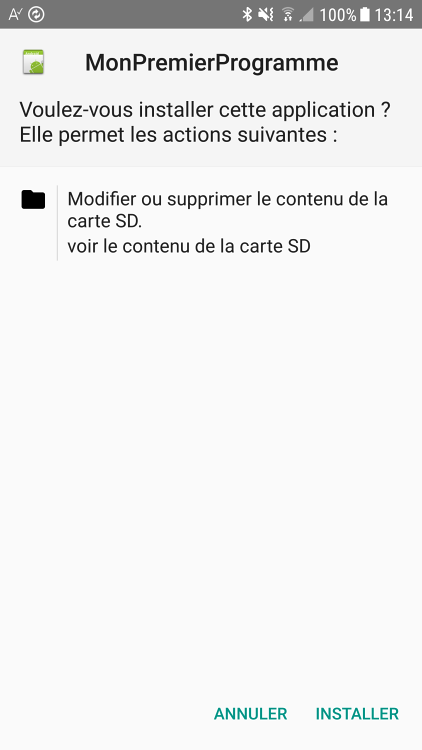 100% 13:14
MonPremierProgramme
Voulez-vous installer cette application ?
Elle permet les actions suivantes :
Modifier ou supprimer le contenu de la
carte SD.
voir le contenu de la carte SD
ANNULER INSTALLER